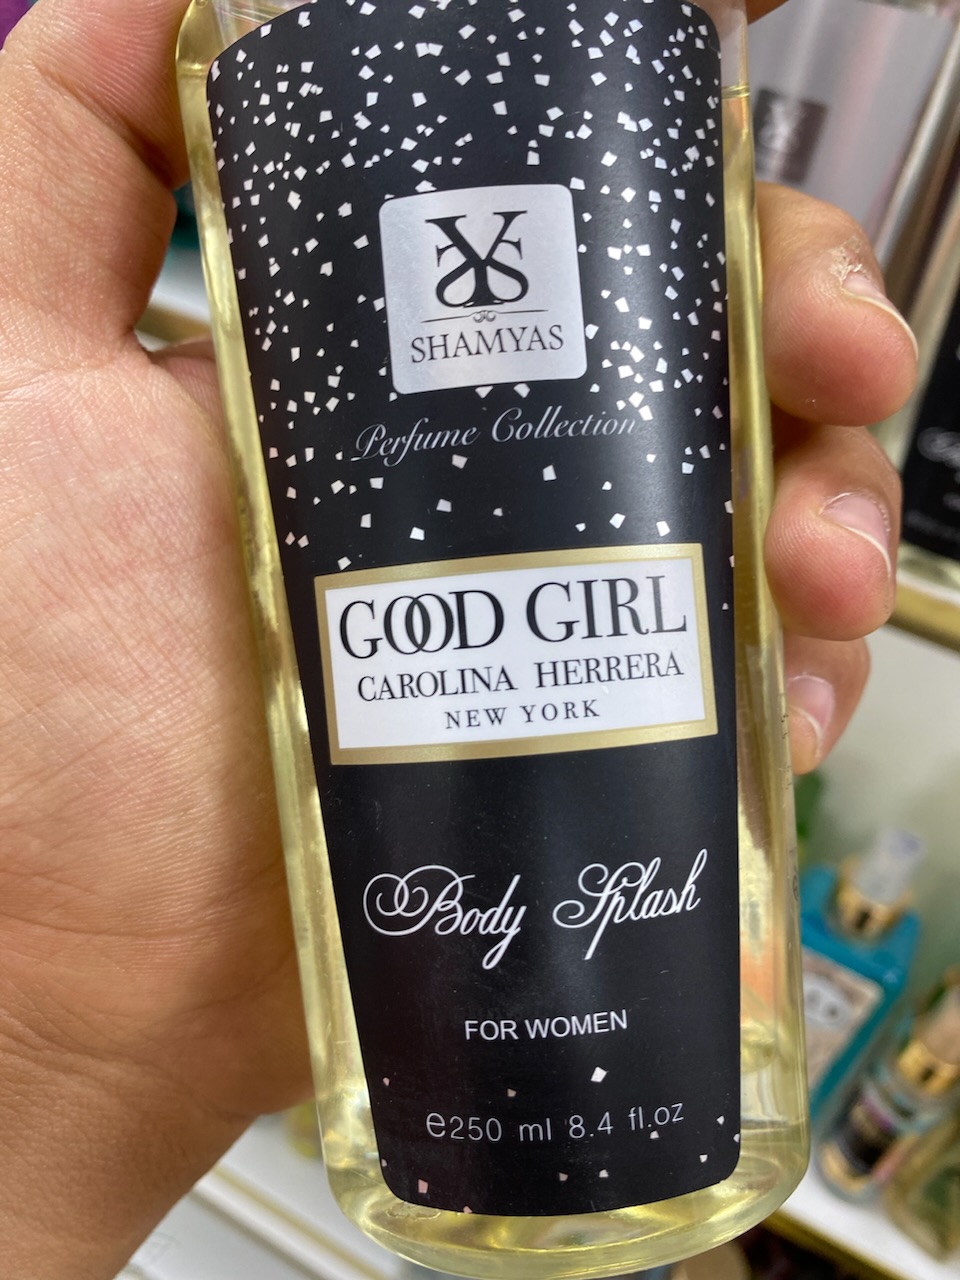 SHAMYAS
Perfume Collection
GOOD GIRL
CAROLINA HERRERA
NEW YORK
Body Splash
FOR WOMEN
e250 ml 8.4 fl.oz